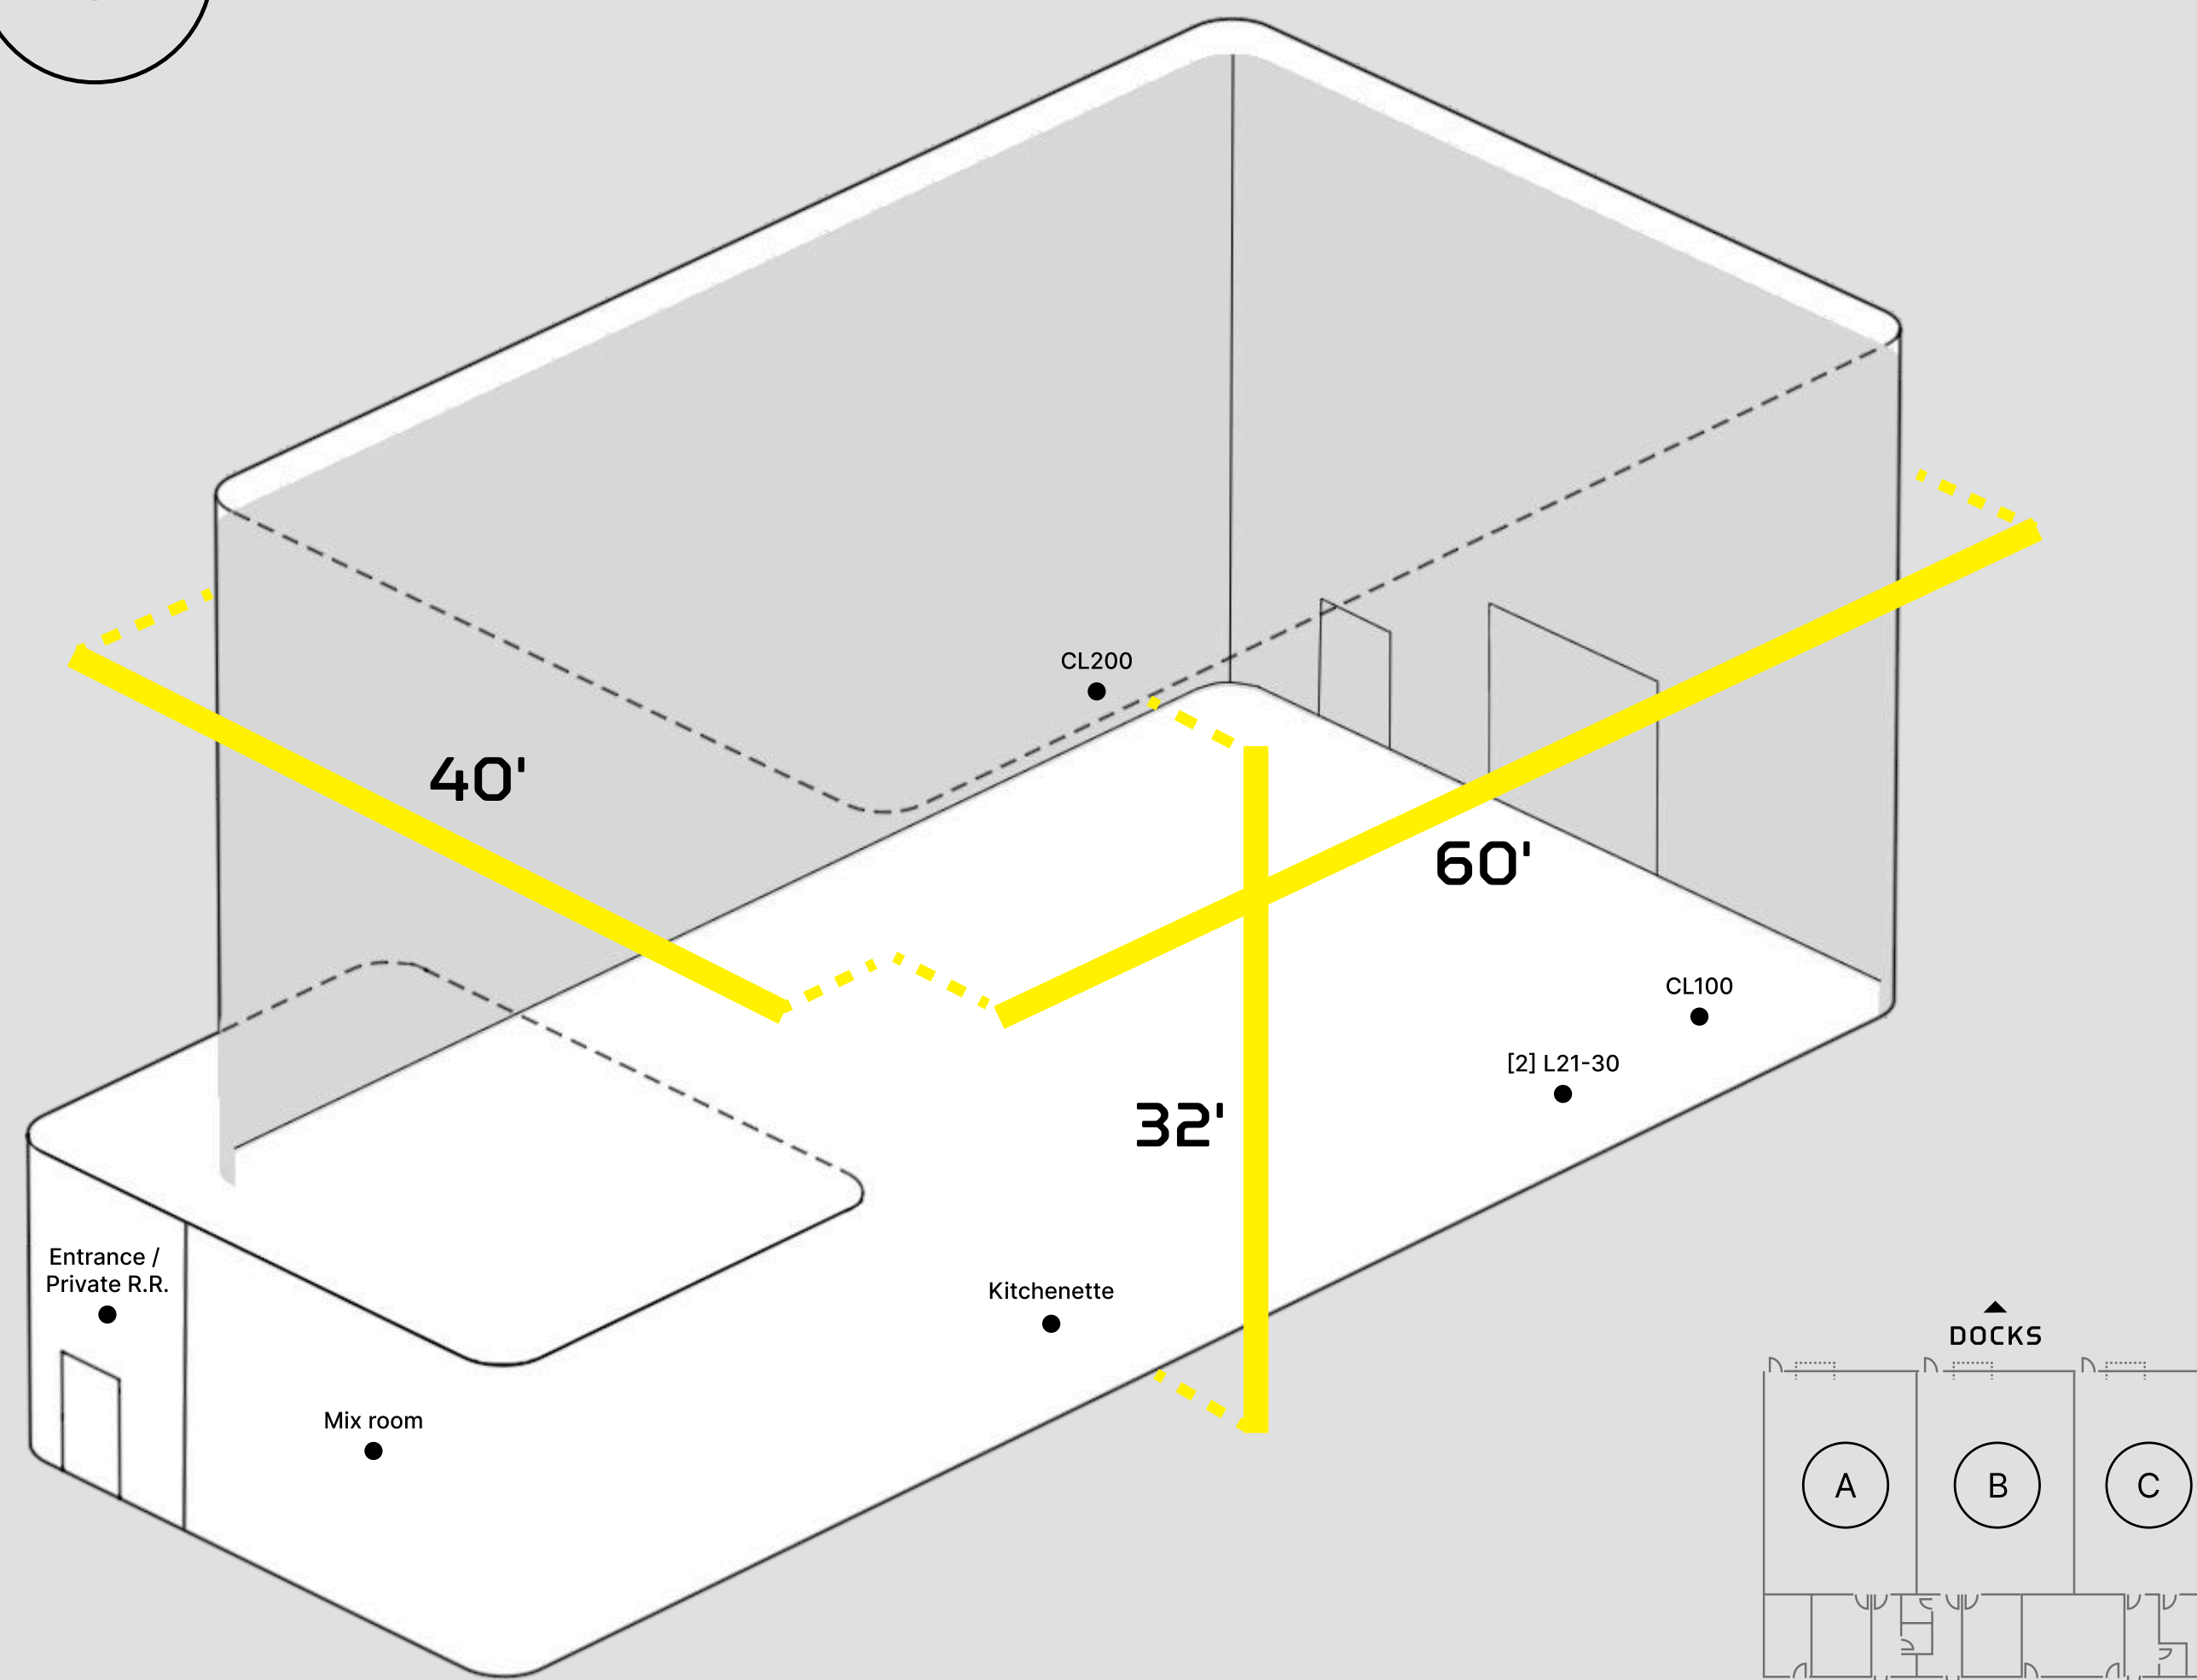 CL200
40'
60'
CL100
[2] L21-30
32'
Entrance /
Private R.R.
Kitchenette
Mix room
DOCKS
A
B
C